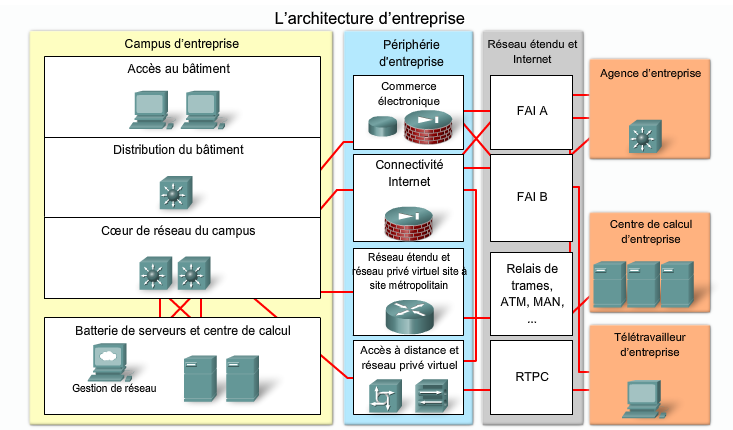 L'architecture d'entreprise
Campus d'entreprise
Accès au bâtiment
Distribution du bâtiment
Cœur de réseau du campus
Batterie de serveurs et centre de calcul
Gestion de réseau
Périphérie
d'entreprise
Commerce
électronique
Connectivité
Internet
Réseau étendu et
réseau privé virtuel site à
site métropolitain
Accès à distance et
réseau privé virtuel
Réseau étendu et
Internet
FAI A
FAI B
Relais de
trames,
ATM, MAN,
...
RTPC
Agence d'entreprise
Centre de calcul
d'entreprise
Télétravailleur
d'entreprise